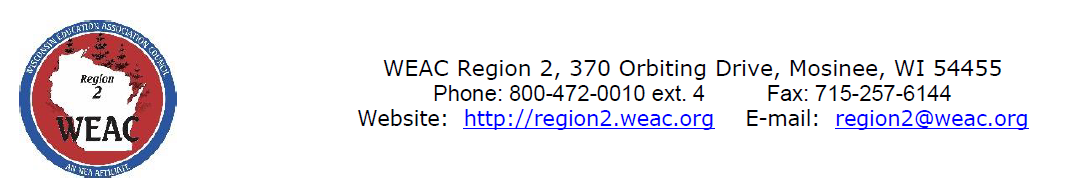 WISCONSIN EDUCATION ASSOCIATION COUNCIL
Region
2
WEAC
AN NEA AFFILIATE
WEAC Region 2, 370 Orbiting Drive, Mosinee, WI 54455
Phone: 800-472-0010 ext. 4 Fax: 715-257-6144
Website: http://region2.weac.org E-mail: region2@weac.org